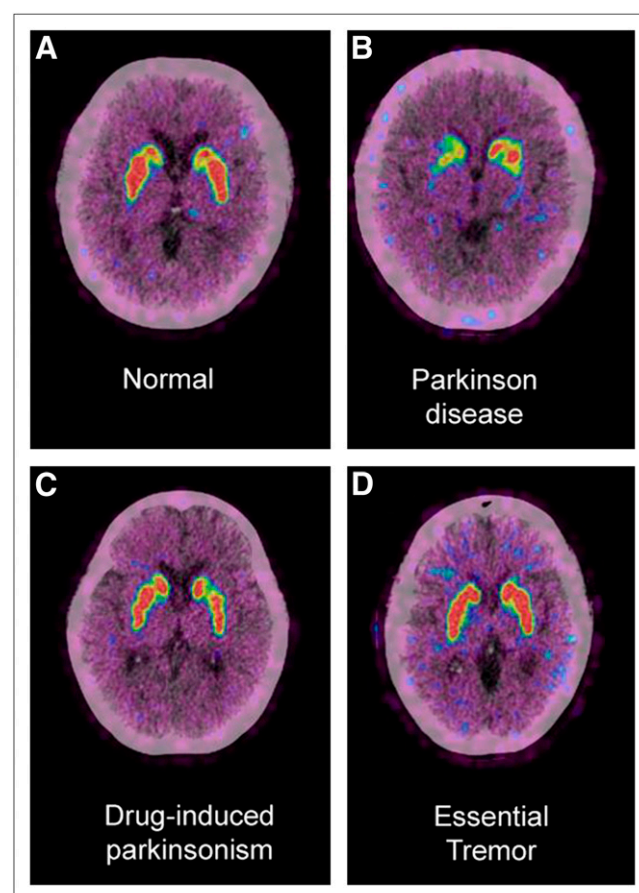 A
B
Normal
Parkinson
disease
C
D
Drug-induced
parkinsonism
Essential
Tremor